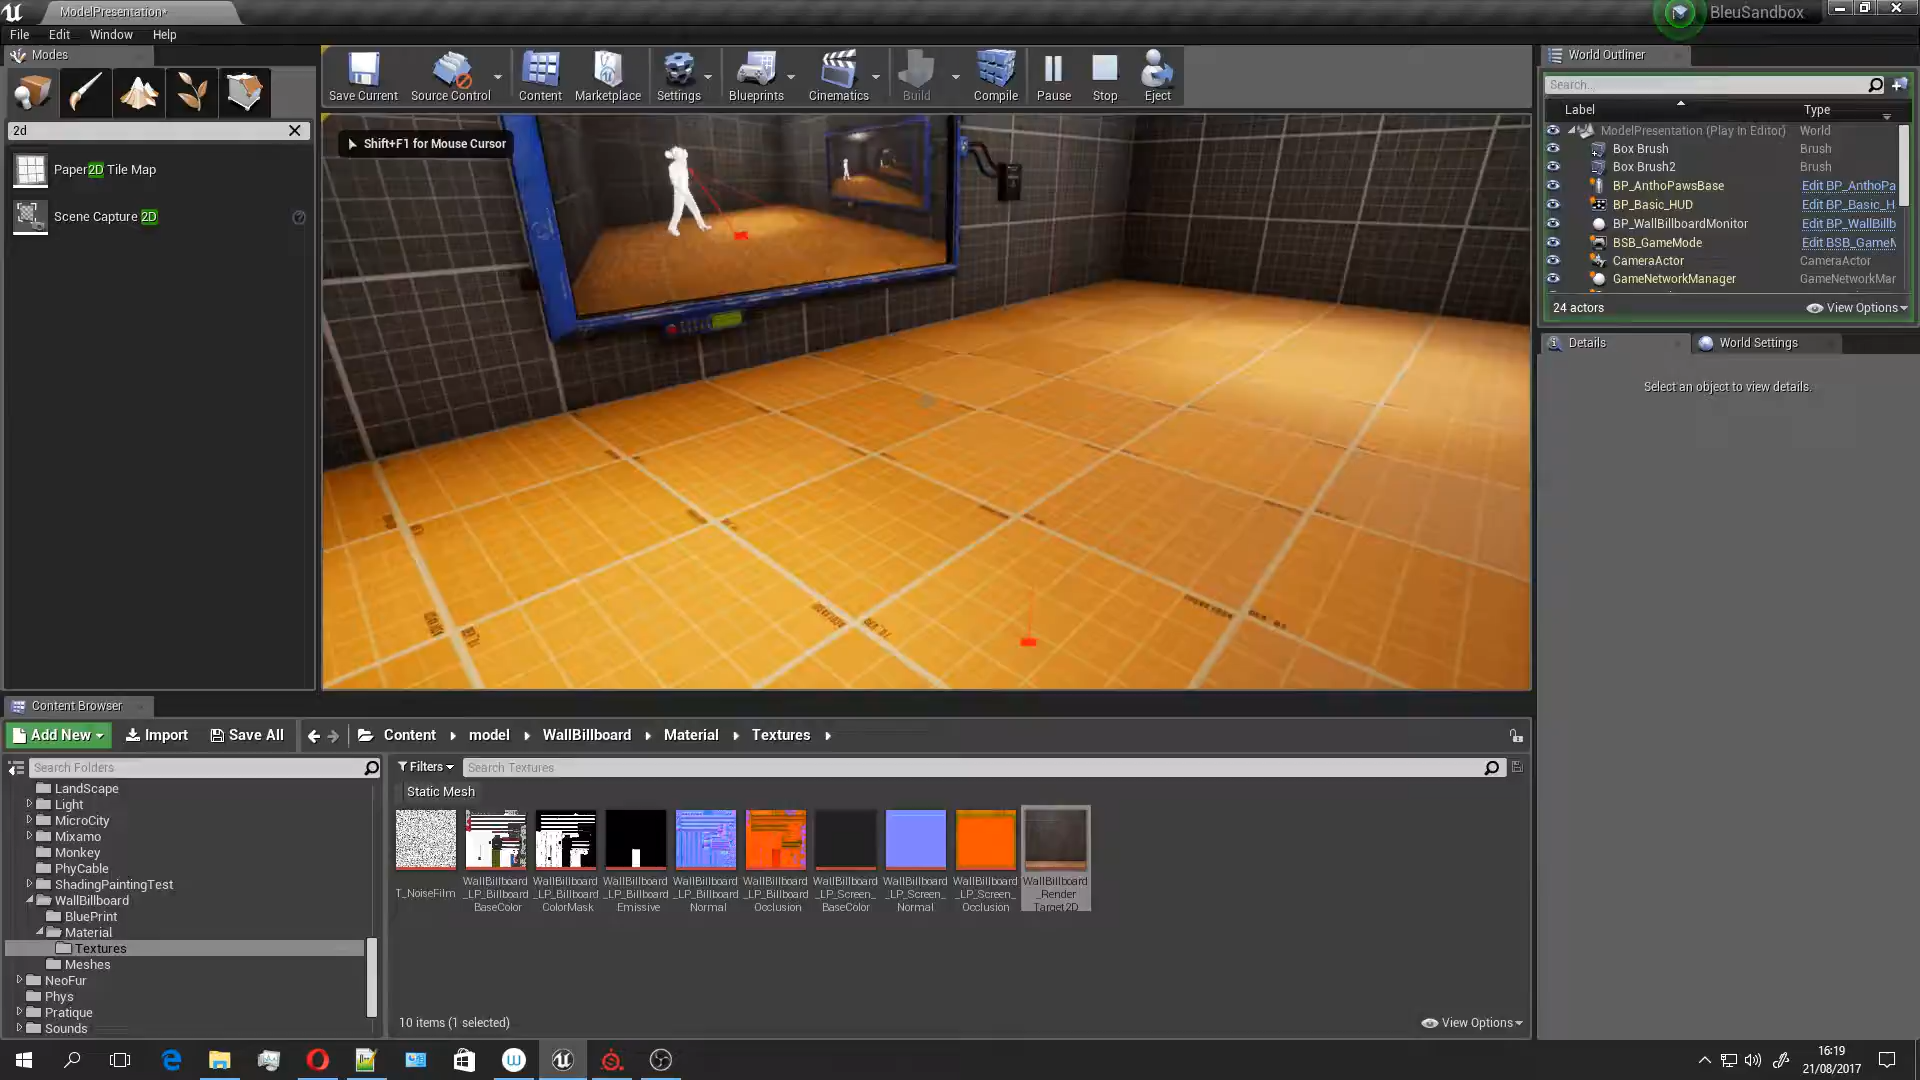 ModelPresentation*
BleuSandbox
File Edit Window Help
Modes
World Outliner
Save Current
Source Control
Content
Marketplace
Settings
Blueprints
Cinematics
Build
Compile
Pause
Stop
Eject
Search...
Label
Type
2d
Shift+F1 for Mouse Cursor
Paper2D Tile Map
Scene Capture 2D
ModelPresentation (Play In Editor) World
Box Brush Brush
Box Brush2 Brush
BP_AnthoPawsBase Edit BP_AnthoPa
BP_Basic_HUD Edit BP_Basic_H
BP_WallBillboardMonitor Edit BP_WallBillb
BSB_GameMode Edit BSB_GameM
CameraActor CameraActor
GameNetworkManager GameNetworkMar
24 actors
View Options
Details
World Settings
Select an object to view details.
Content Browser
Add New
Import
Save All
Content
model
WallBillboard
Material
Textures
Search Folders
Filters
Search Textures
Static Mesh
LandScape
Light
MicroCity
Mixamo
Monkey
PhyCable
ShadingPaintingTest
WallBillboard
BluePrint
Material
Textures
Meshes
NeoFur
Phys
Pratique
Sounds
T_NoiseFilm
WallBillboard
_LP_Billboard
BaseColor
WallBillboard
_LP_Billboard
ColorMask
WallBillboard
_LP_Billboard
Emissive
WallBillboard
_LP_Billboard
Normal
WallBillboard
_LP_Billboard
Occlusion
WallBillboard
_LP_Screen_
BaseColor
WallBillboard
_LP_Screen_
Normal
WallBillboard
_LP_Screen_
Occlusion
WallBillboard
_Render
Target2D
10 items (1 selected)
View Options
16:19
21/08/2017